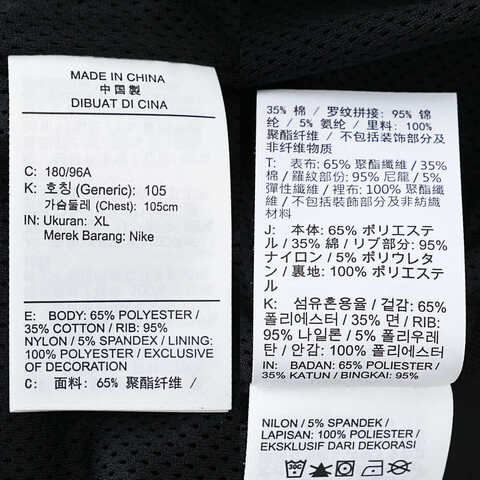 MADE IN CHINA
中国製
DIBUAT DI CINA
C: 180/96A
K: 호칭 (Generic): 105
가슴둘레 (Chest): 105cm
IN: Ukuran: XL
Merek Barang: Nike
E: BODY: 65% POLYESTER/
35% COTTON / RIB: 95%
NYLON / 5% SPANDEX / LINING:
100% POLYESTER / EXCLUSIVE
OF DECORATION
C: 面料: 65% 聚酯纤维 /
35% 棉 / 罗纹拼接: 95% 锦
纶 / 5% 氨纶 / 里料: 100%
聚酯纤维 / 不包括装饰部分及
非纤维物质
T: 表布: 65% 聚酯纖維 / 35%
棉 / 羅紋部分: 95% 尼龍 / 5%
彈性纖維 / 裡布: 100% 聚酯纖
維 / 不包括裝飾部分及非紡織
材料
J: 本体: 65% ポリエステ
ル / 35% 綿 / リブ部分: 95%
ナイロン / 5% ポリウレタ
ン / 裏地: 100% ポリエステ
ル
K: 섬유혼용율 / 겉감: 65%
폴리에스터 / 35% 면 / RIB:
95% 나일론 / 5% 폴리우레
탄 / 안감: 100% 폴리에스터
IN: BADAN: 65% POLIESTER /
35% KATUN / BINGKAI: 95%
NILON / 5% SPANDEK /
LAPISAN: 100% POLIESTER /
EKSKLUSIF DARI DEKORASI